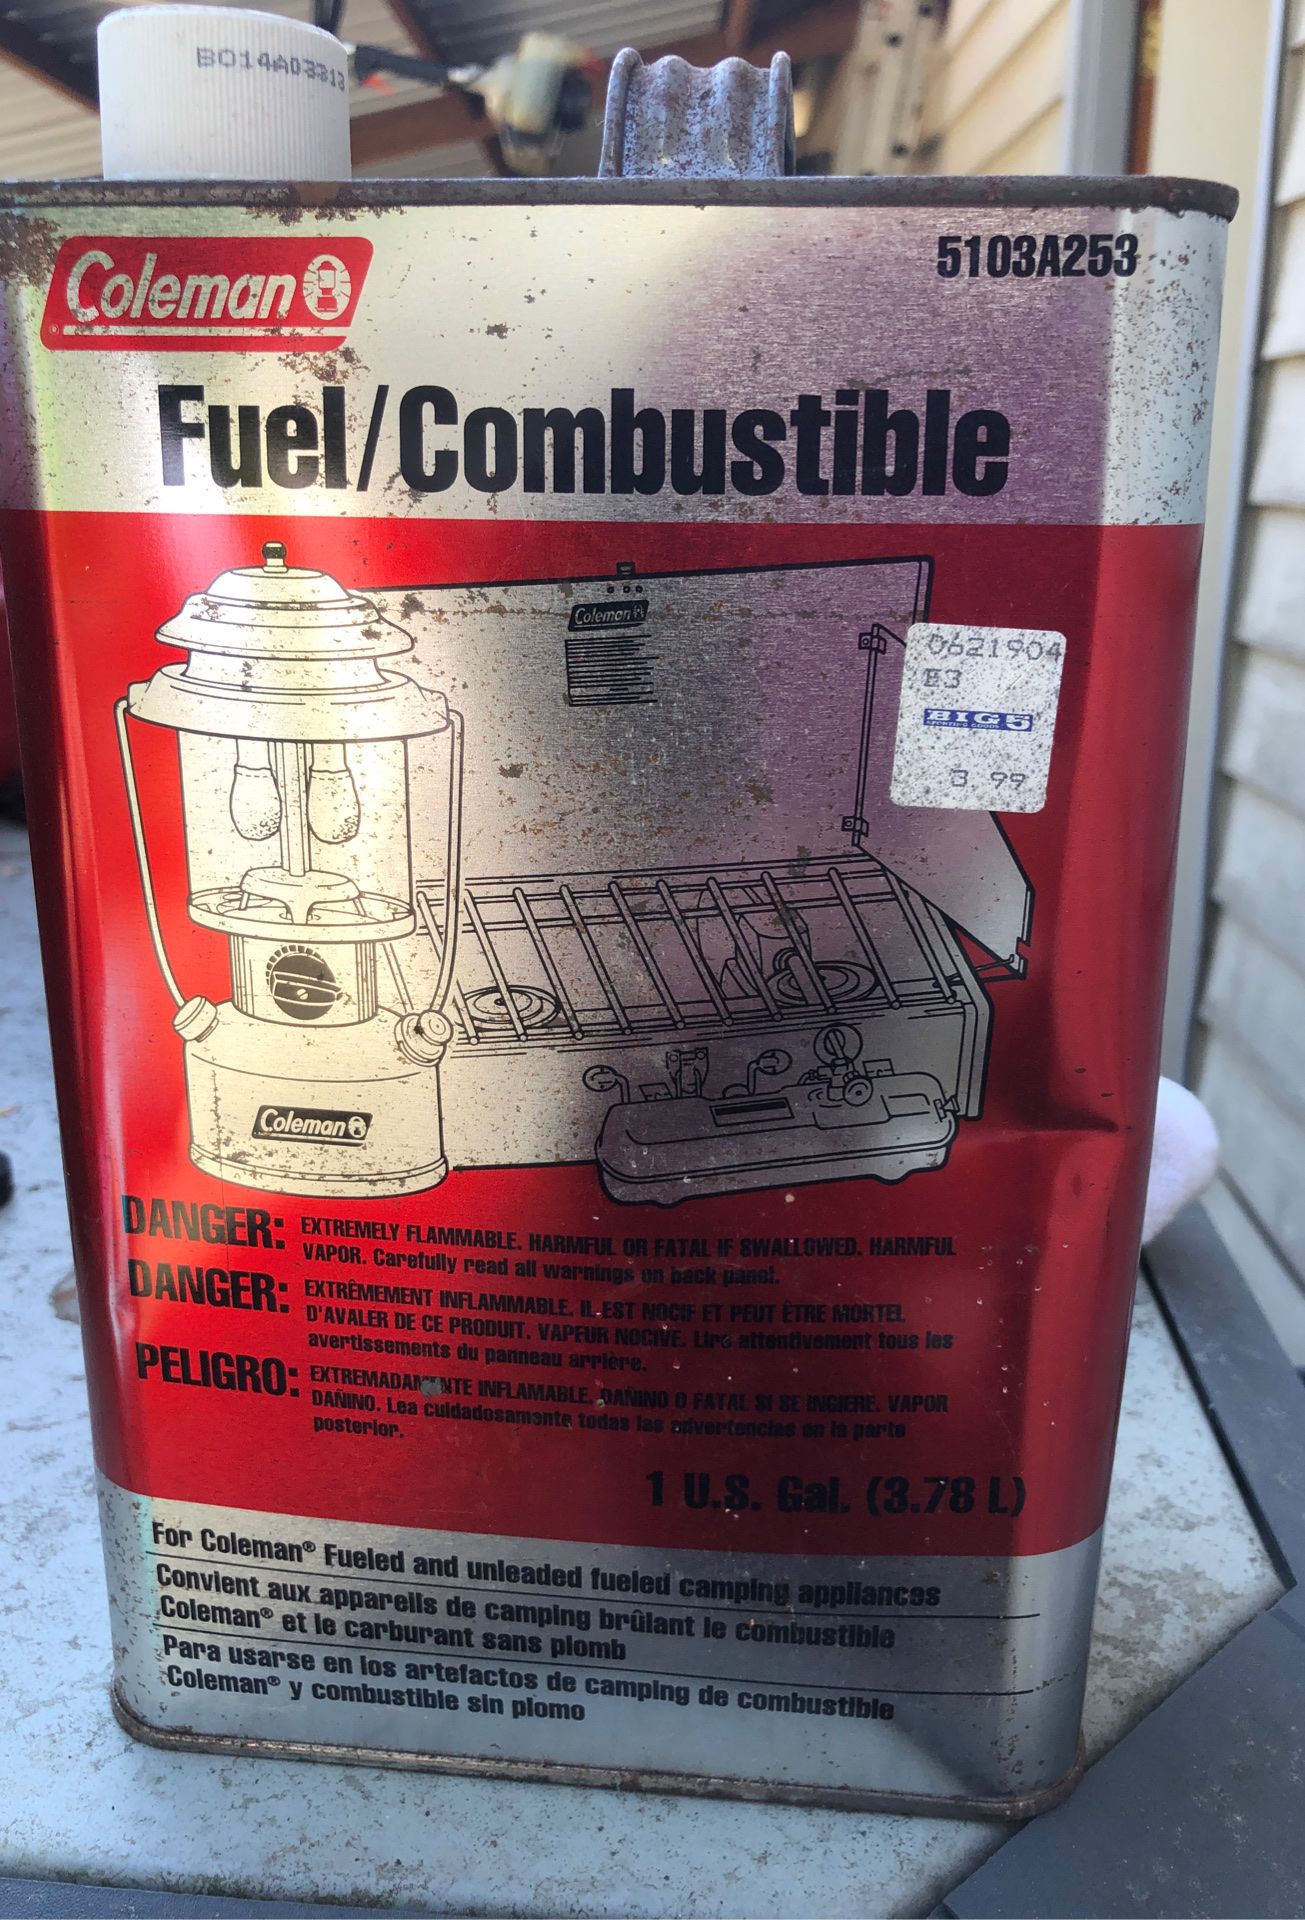 BO14A03313
Coleman
5103A253
Fuel/Combustible
Coleman
0621904
E3
BIG 5
SPORTING GOODS
3 99
Coleman
DANGER: EXTREMELY FLAMMABLE. HARMFUL OR FATAL IF SWALLOWED. HARMFUL
VAPOR. Carefully read all warnings on back panel.
DANGER: EXTRÊMEMENT INFLAMMABLE. IL EST NOCIF ET PEUT ÊTRE MORTEL
D'AVALER DE CE PRODUIT. VAPEUR NOCIVE. Lire attentivement tous les
avertissements du panneau arrière.
PELIGRO: EXTREMADAMENTE INFLAMABLE. DAÑINO O FATAL SI SE INGIERE. VAPOR
DAÑINO. Lea cuidadosamente todas las advertencias en la parte
posterior.
1 U.S. Gal. (3.78 L)
For Coleman® Fueled and unleaded fueled camping appliances
Convient aux appareils de camping brûlant le combustible
Coleman® et le carburant sans plomb
Para usarse en los artefactos de camping de combustible
Coleman® y combustible sin plomo